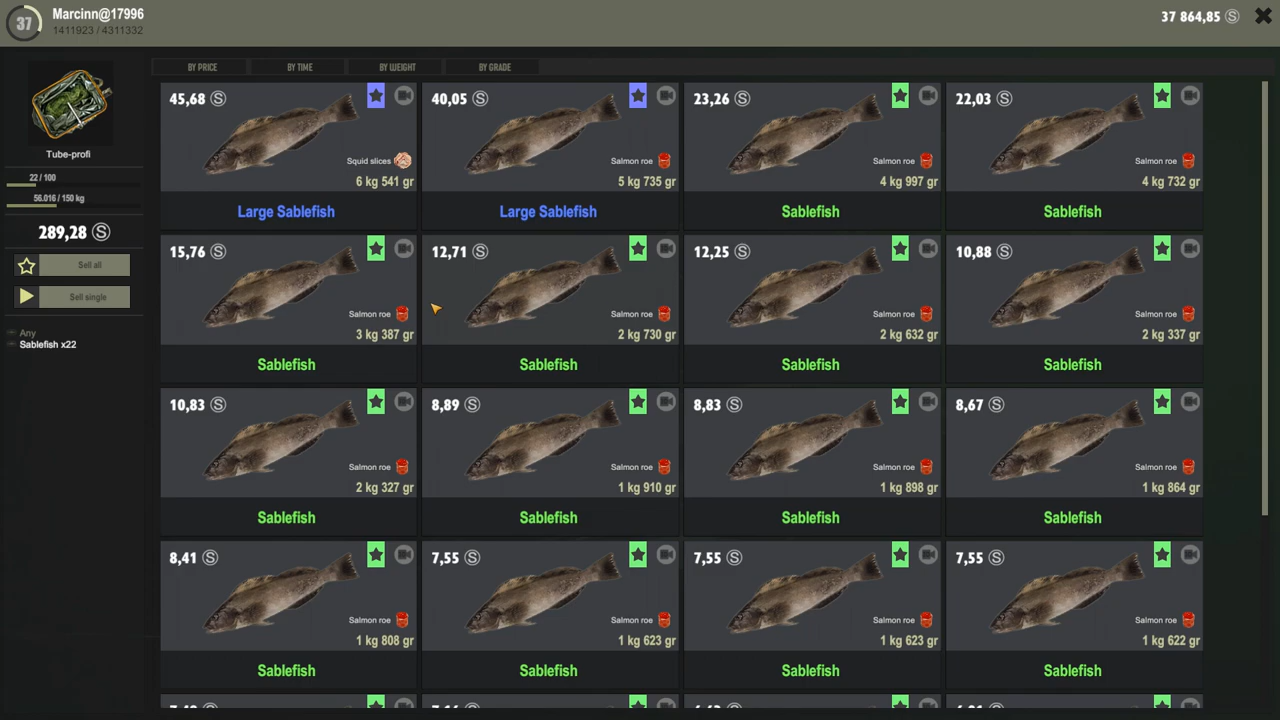 37
Marcinn@17996
1411923 / 4311332
37 864,85 S
BY PRICE BY TIME BY WEIGHT BY GRADE
Tube-profi
22 / 100
56.016 / 150 kg
289,28 S
Sell all
Sell single
Any
Sablefish x22
45,68 S
Squid slices
6 kg 541 gr
Large Sablefish
40,05 S
Salmon roe
5 kg 735 gr
Large Sablefish
23,26 S
Salmon roe
4 kg 997 gr
Sablefish
22,03 S
Salmon roe
4 kg 732 gr
Sablefish
15,76 S
Salmon roe
3 kg 387 gr
Sablefish
12,71 S
Salmon roe
2 kg 730 gr
Sablefish
12,25 S
Salmon roe
2 kg 632 gr
Sablefish
10,88 S
Salmon roe
2 kg 337 gr
Sablefish
10,83 S
Salmon roe
2 kg 327 gr
Sablefish
8,89 S
Salmon roe
1 kg 910 gr
Sablefish
8,83 S
Salmon roe
1 kg 898 gr
Sablefish
8,67 S
Salmon roe
1 kg 864 gr
Sablefish
8,41 S
Salmon roe
1 kg 808 gr
Sablefish
7,55 S
Salmon roe
1 kg 623 gr
Sablefish
7,55 S
Salmon roe
1 kg 623 gr
Sablefish
7,55 S
Salmon roe
1 kg 622 gr
Sablefish